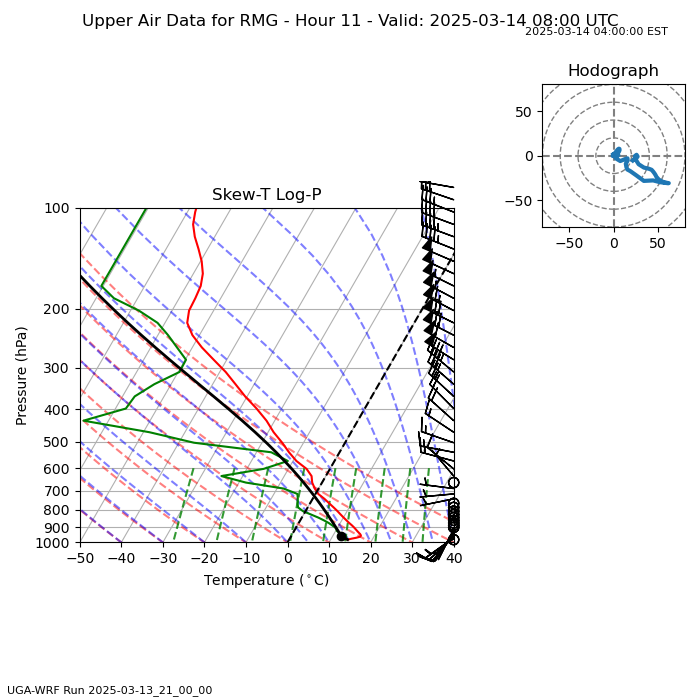 Upper Air Data for RMG - Hour 11 - Valid: 2025-03-14 08:00 UTC
2025-03-14 04:00:00 EST
Hodograph
50
0
−50
−50 0 50
Skew-T Log-P
100
200
300
400
500
600
700
800
900
1000
Pressure (hPa)
−50 −40 −30 −20 −10 0 10 20 30 40
Temperature (°C)
UGA-WRF Run 2025-03-13_21_00_00